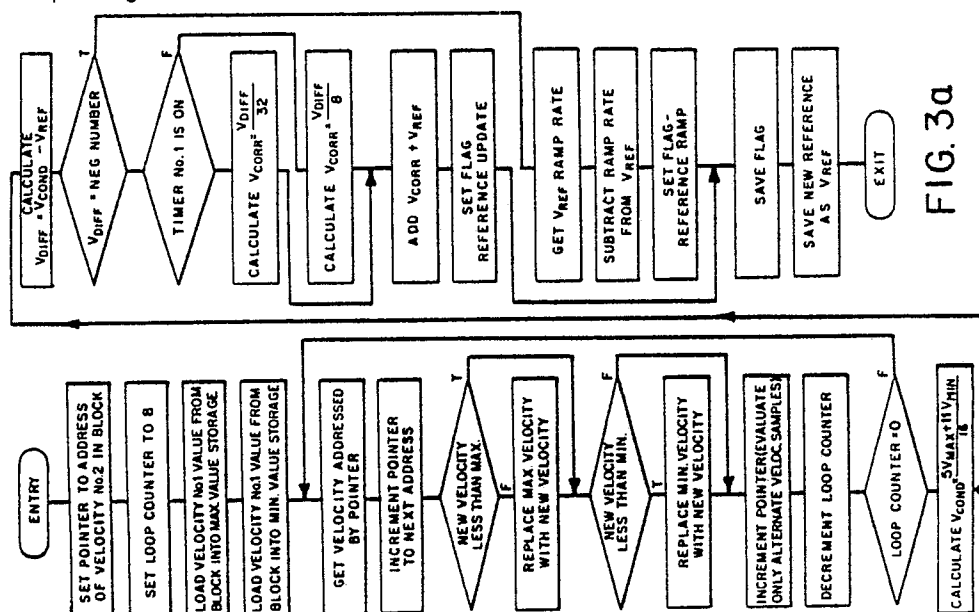 ENTRY
SET POINTER TO ADDRESS
OF VELOCITY No.2 IN BLOCK
SET LOOP COUNTER TO 8
LOAD VELOCITY No1 VALUE FROM
BLOCK INTO MAX VALUE STORAGE.
LOAD VELOCITY No1 VALUE FROM
BLOCK INTO MIN. VALUE STORAGE
GET VELOCITY ADDRESSED
BY POINTER
INCREMENT POINTER
TO NEXT ADDRESS
NEW VELOCITY
LESS THAN MAX.
T
F
REPLACE MAX VELOCITY
WITH NEW VELOCITY
NEW VELOCITY
LESS THAN MIN.
F
T
REPLACE MIN. VELOCITY
WITH NEW VELOCITY
INCREMENT POINTER(EVALUATE
ONLY ALTERNATE VELOC. SAMPLES)
DECREMENT LOOP COUNTER
LOOP COUNTER=0
F
CALCULATE VCOND= 5VMAX+11VMIN
16
CALCULATE
VDIFF = VCOND - VREF
VDIFF = NEG NUMBER
T
TIMER No.1 IS ON
F
CALCULATE VCORR= VDIFF
32
CALCULATE VCORR= VDIFF
8
ADD VCORR + VREF
SET FLAG
REFERENCE UPDATE
GET VREF RAMP RATE
SUBTRACT RAMP RATE
FROM VREF
SET FLAG-
REFERENCE RAMP
SAVE FLAG
SAVE NEW REFERENCE
AS VREF
EXIT
FIG. 3a